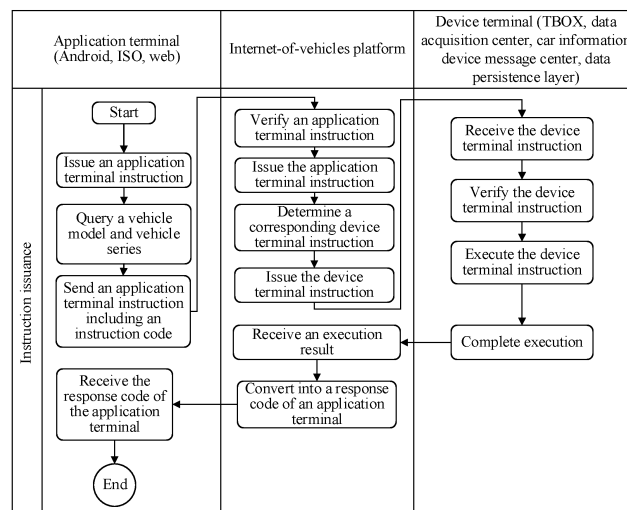 Application terminal
(Android, ISO, web)
Internet-of-vehicles platform
Device terminal (TBOX, data
acquisition center, car information
device message center, data
persistence layer)
Instruction issuance
Start
Issue an application
terminal instruction
Query a vehicle
model and vehicle
series
Send an application
terminal instruction
including an
instruction code
Verify an application
terminal instruction
Issue the application
terminal instruction
Determine a
corresponding device
terminal instruction
Issue the device
terminal instruction
Receive the device
terminal instruction
Verify the device
terminal instruction
Execute the device
terminal instruction
Complete execution
Receive an execution
result
Convert into a response
code of an application
terminal
Receive the
response code of
the application
terminal
End